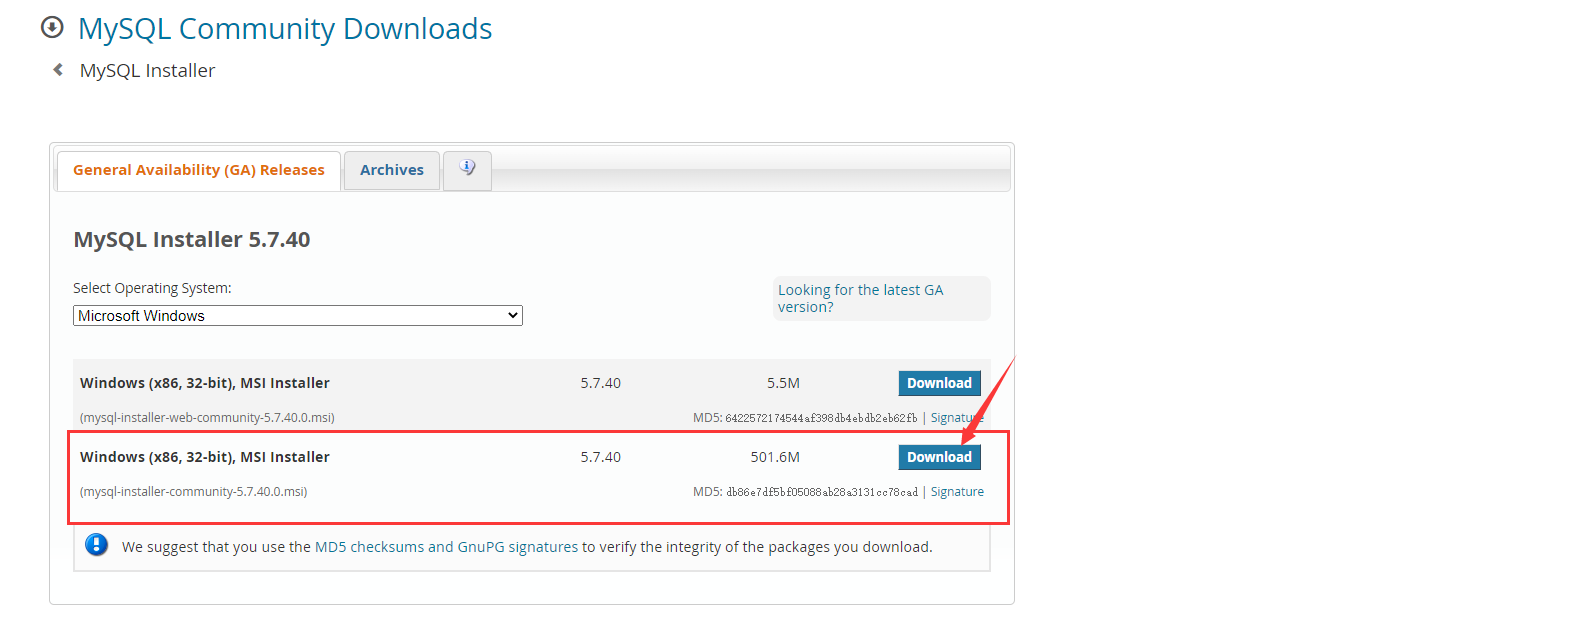 MySQL Community Downloads
MySQL Installer
General Availability (GA) Releases Archives
MySQL Installer 5.7.40
Select Operating System:
Microsoft Windows
Looking for the latest GA
version?
Windows (x86, 32-bit), MSI Installer 5.7.40 5.5M Download
(mysql-installer-web-community-5.7.40.0.msi) MD5: 6422572174544af398db4ebdb2eb62fb | Signature
Windows (x86, 32-bit), MSI Installer 5.7.40 501.6M Download
(mysql-installer-community-5.7.40.0.msi) MD5: db86e7df5bf05088ab28a3131cc78cad | Signature
We suggest that you use the MD5 checksums and GnuPG signatures to verify the integrity of the packages you download.